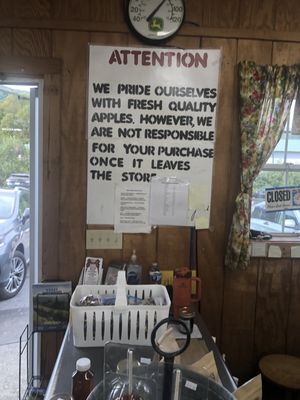 ATTENTION
WE PRIDE OURSELVES
WITH FRESH QUALITY
APPLES. HOWEVER, WE
ARE NOT RESPONSIBLE
FOR YOUR PURCHASE
ONCE IT LEAVES
THE STORE
CLOSED